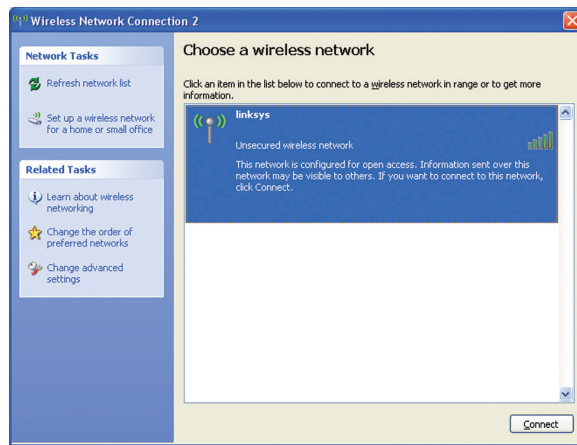 Wireless Network Connection 2
Network Tasks
Refresh network list
Set up a wireless network
for a home or small office
Related Tasks
Learn about wireless
networking
Change the order of
preferred networks
Change advanced
settings
Choose a wireless network
Click an item in the list below to connect to a wireless network in range or to get more
information.
linksys
Unsecured wireless network
This network is configured for open access. Information sent over this
network may be visible to others. If you want to connect to this network,
click Connect.
Connect